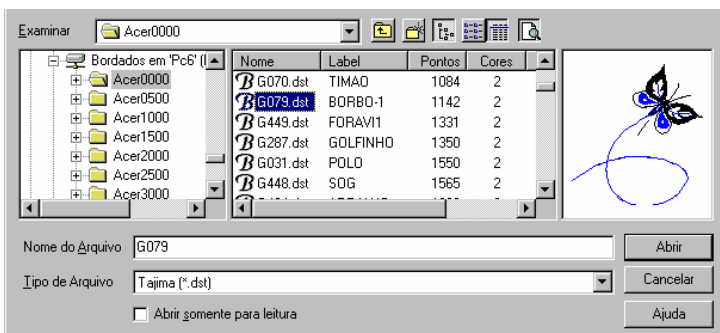 Examinar Acer0000
Bordados em 'Pc6' (I
Acer0000
Acer0500
Acer1000
Acer1500
Acer2000
Acer2500
Acer3000
Nome Label Pontos Cores
G070.dst TIMAO 1084 2
G079.dst BORBO-1 1142 2
G449.dst FORAVI1 1331 2
G287.dst GOLFINHO 1350 2
G031.dst POLO 1550 2
G448.dst SOG 1565 2
Nome do Arquivo G079 Abrir
Tipo de Arquivo Tajima (*.dst) Cancelar
Abrir somente para leitura Ajuda